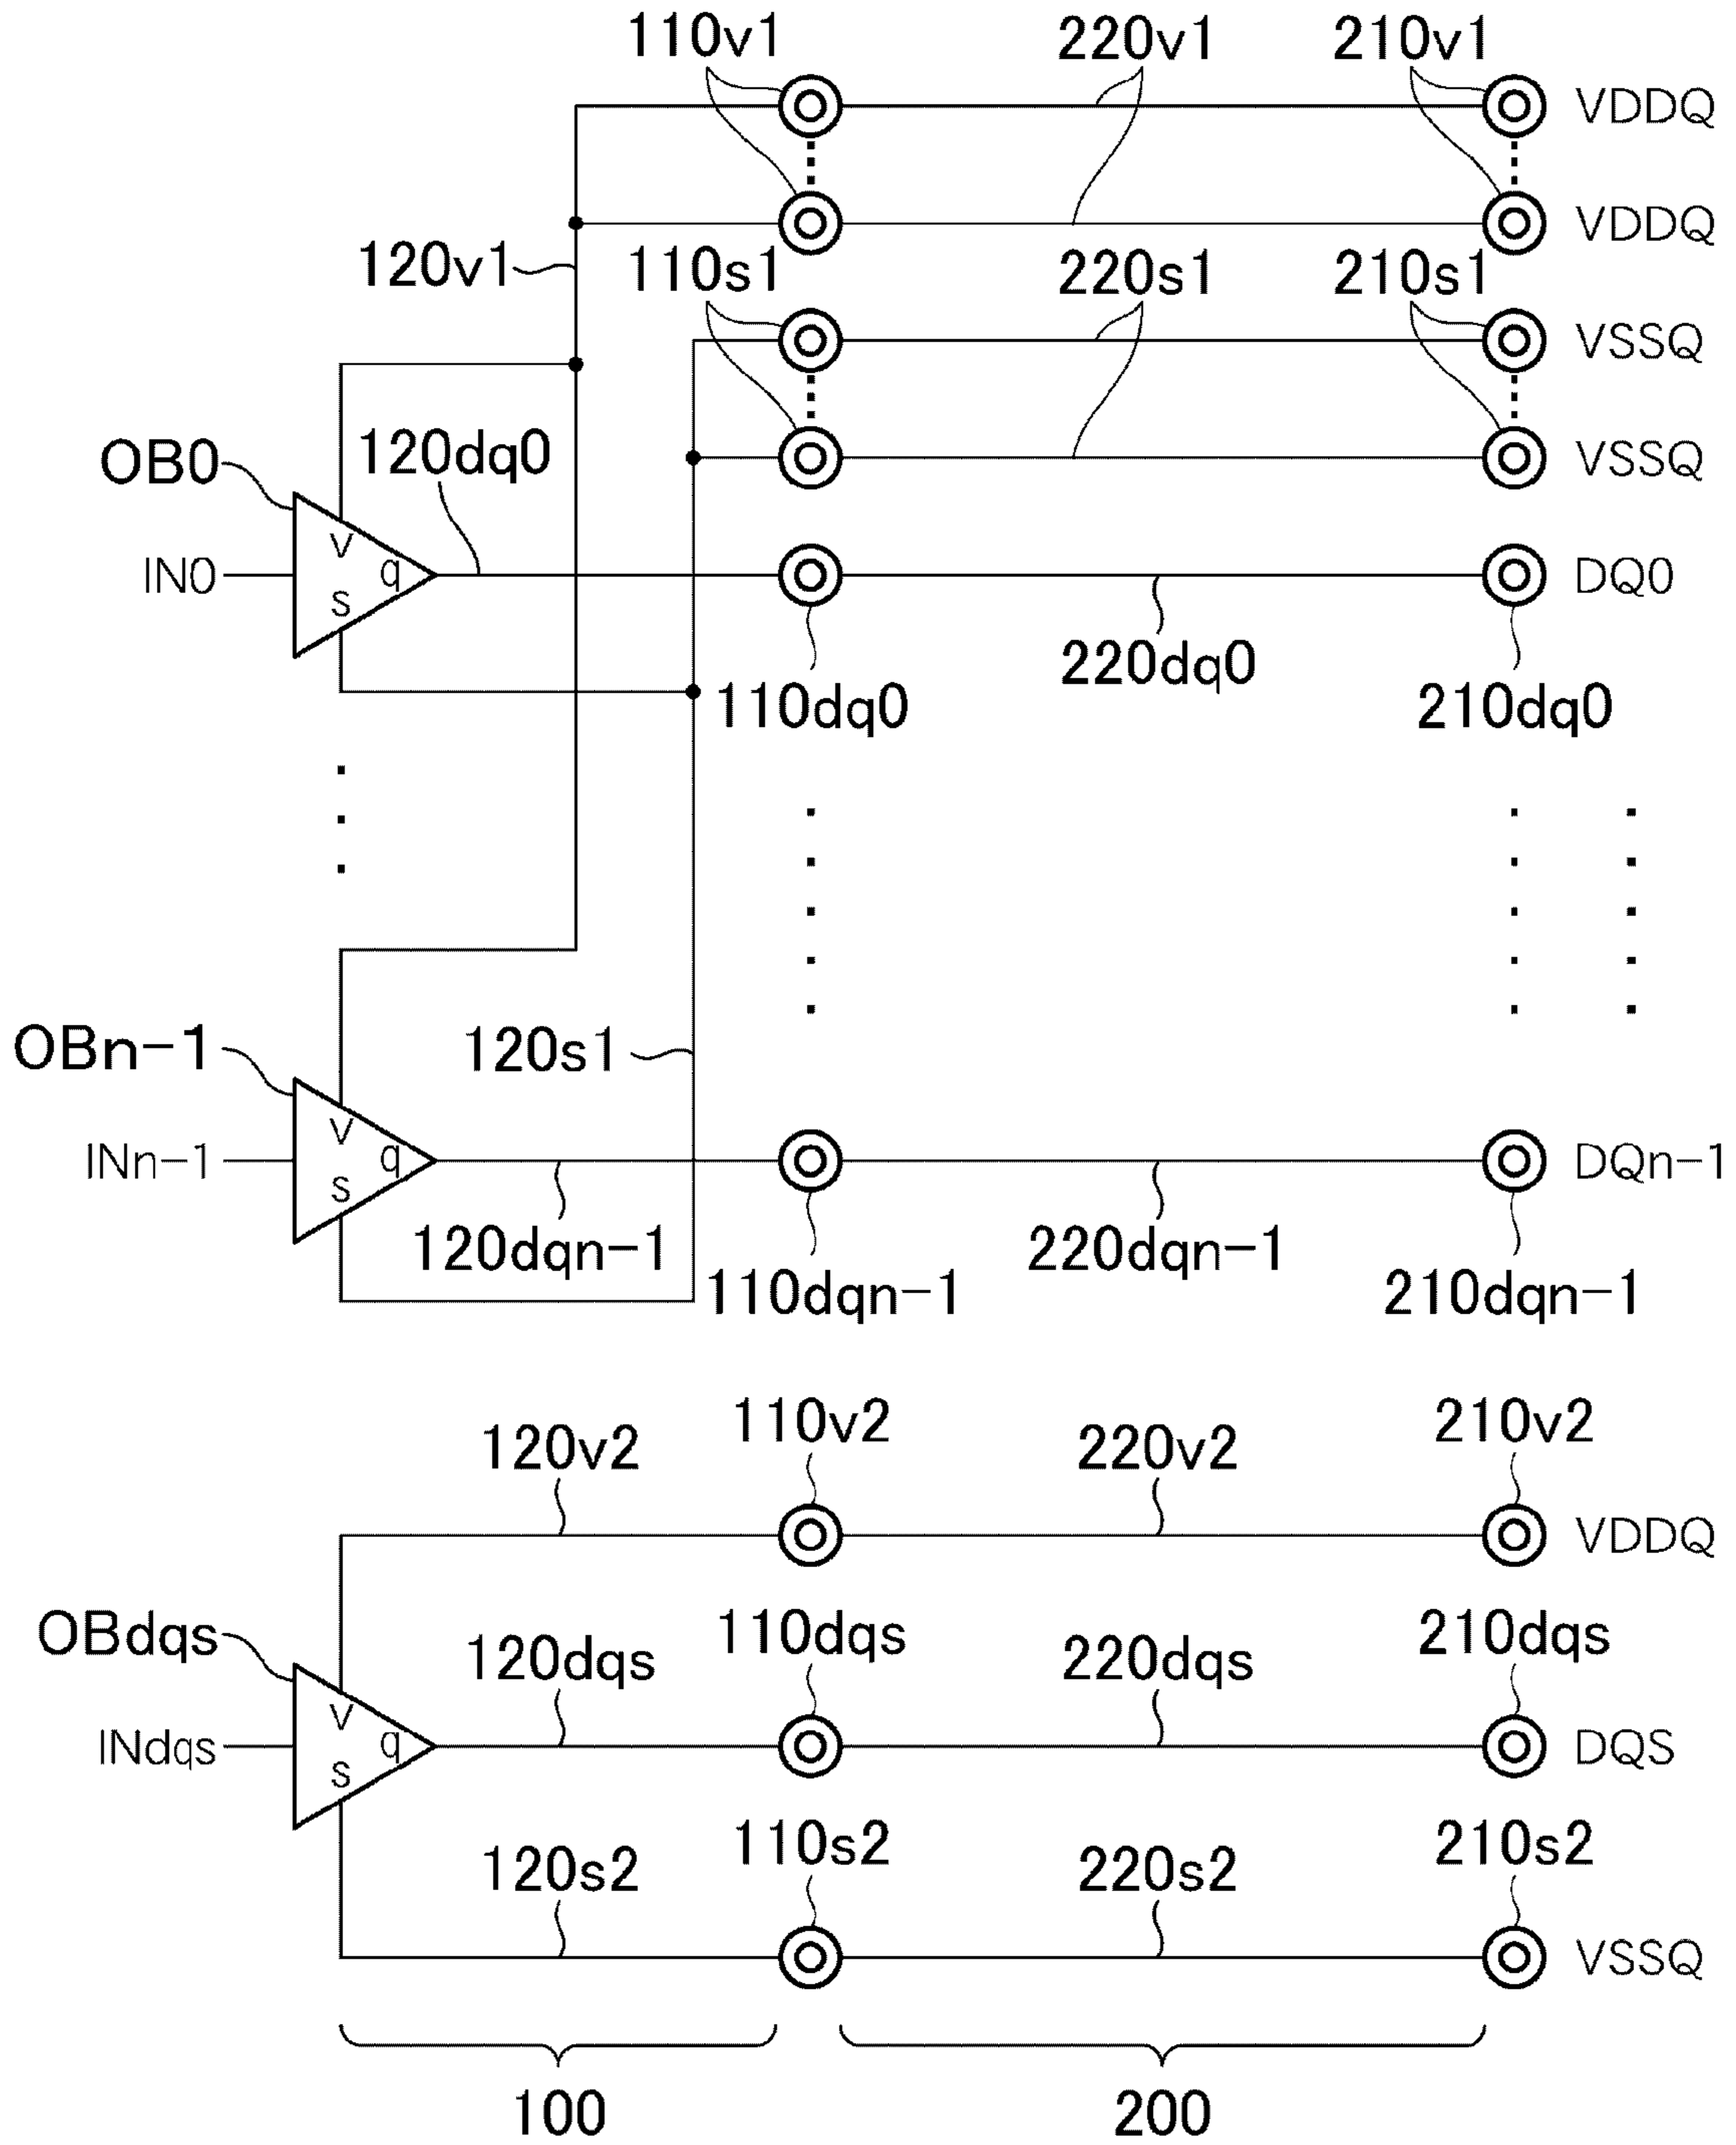 110v1 220v1 210v1
VDDQ
VDDQ
120v1 110s1 220s1 210s1
VSSQ
OB0 120dq0 VSSQ
V
IN0 q DQ0
S
220dq0
110dq0 210dq0
OBn-1 120s1
V
INn-1 q DQn-1
S
120dqn-1 220dqn-1
110dqn-1 210dqn-1
120v2 110v2 220v2 210v2
VDDQ
OBdqs 120dqs 110dqs 220dqs 210dqs
V
INdqs q DQS
S
120s2 110s2 220s2 210s2
VSSQ
100 200